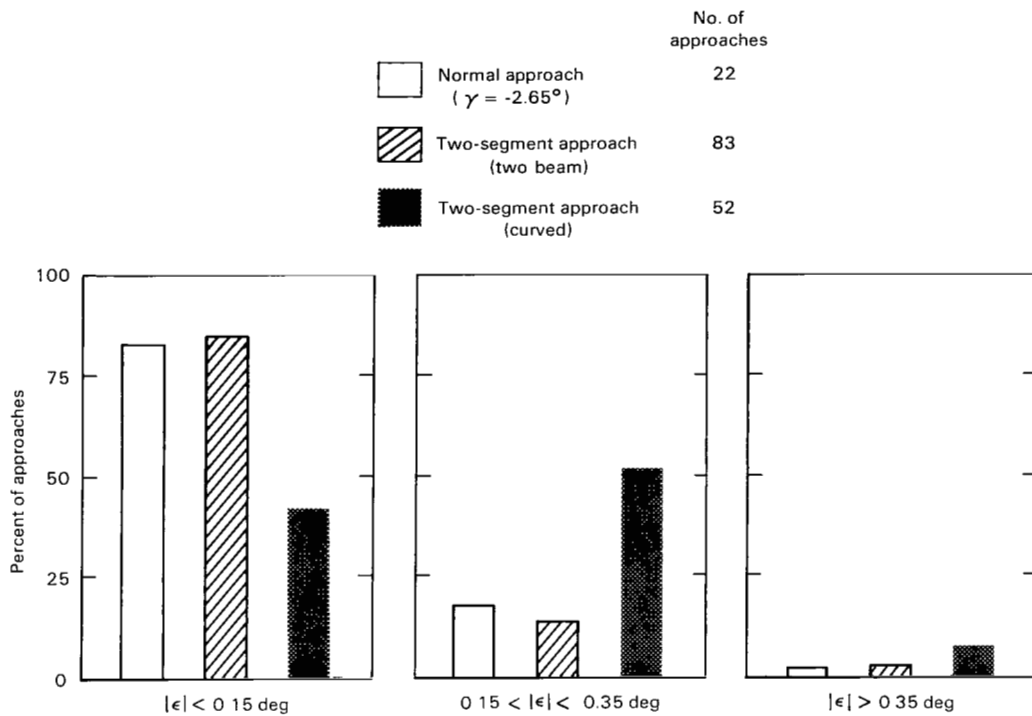 No. of
approaches
Normal approach
( γ = -2.65°)
22
Two-segment approach
(two beam)
83
Two-segment approach
(curved)
52
Percent of approaches
100
75
50
25
0
|ϵ| < 0 15 deg
0 15 < |ϵ| < 0.35 deg
|ϵ| > 0 35 deg